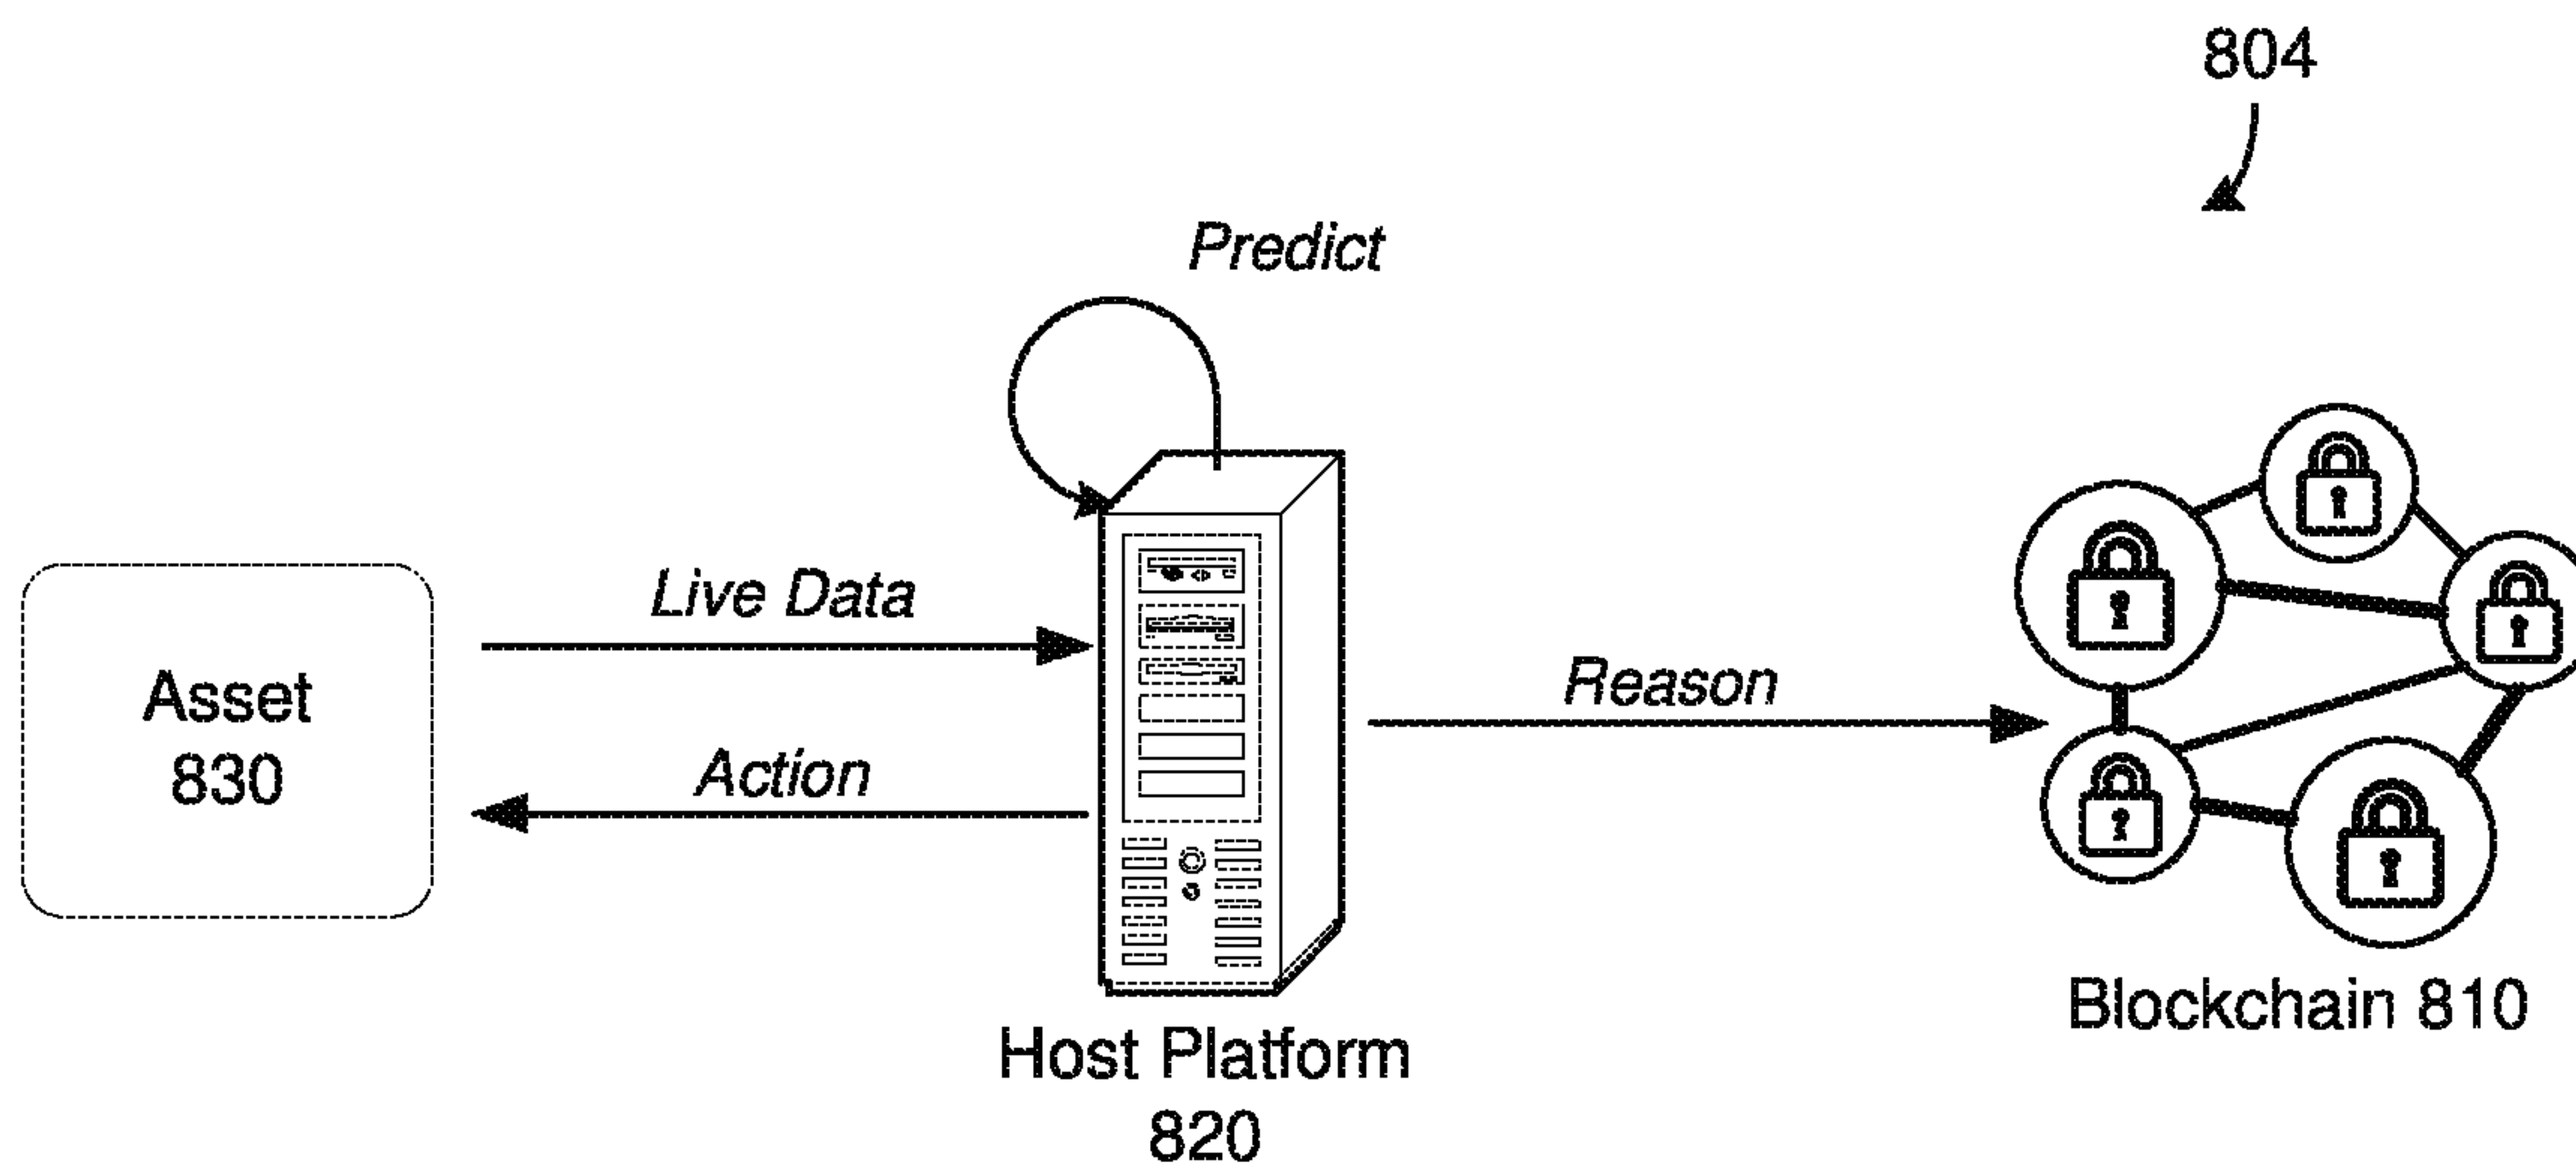 804
Predict
Live Data
Asset
830
Action
Reason
Host Platform
820
Blockchain 810